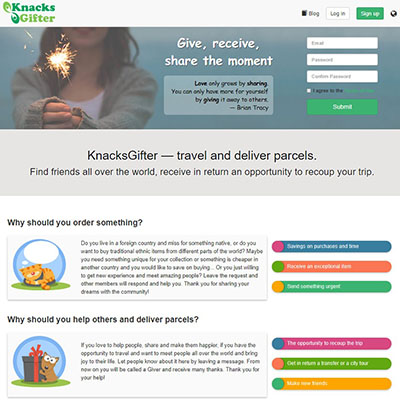 Knacks
Gifter
Blog
Log in
Sign up
Give, receive,
share the moment
Love only grows by sharing.
You can only have more for yourself
by giving it away to others.
— Brian Tracy
Email
Password
Confirm Password
I agree to the
Submit
KnacksGifter — travel and deliver parcels.
Find friends all over the world, receive in return an opportunity to recoup your trip.
Why should you order something?
Do you live in a foreign country and miss for something native, or do you
want to buy traditional ethnic items from different parts of the world? Maybe
you need something unique for your collection or something is cheaper in
another country and you would like to save on buying... Or you just willing
to get new experience and meet amazing people? Leave the request and
other members will respond and help you. Thank you for sharing your
dreams with the community!
Savings on purchases and time
Receive an exceptional item
Send something urgent
Why should you help others and deliver parcels?
If you love to help people, share and make them happier. If you have the
opportunity to travel and want to meet people all over the world and bring
joy to their life. Let people know about it here by leaving a message. From
now on you will be called a Giver and receive many thanks. Thank you
for your help!
The opportunity to recoup the trip
Get in return a transfer or a city tour
Make new friends